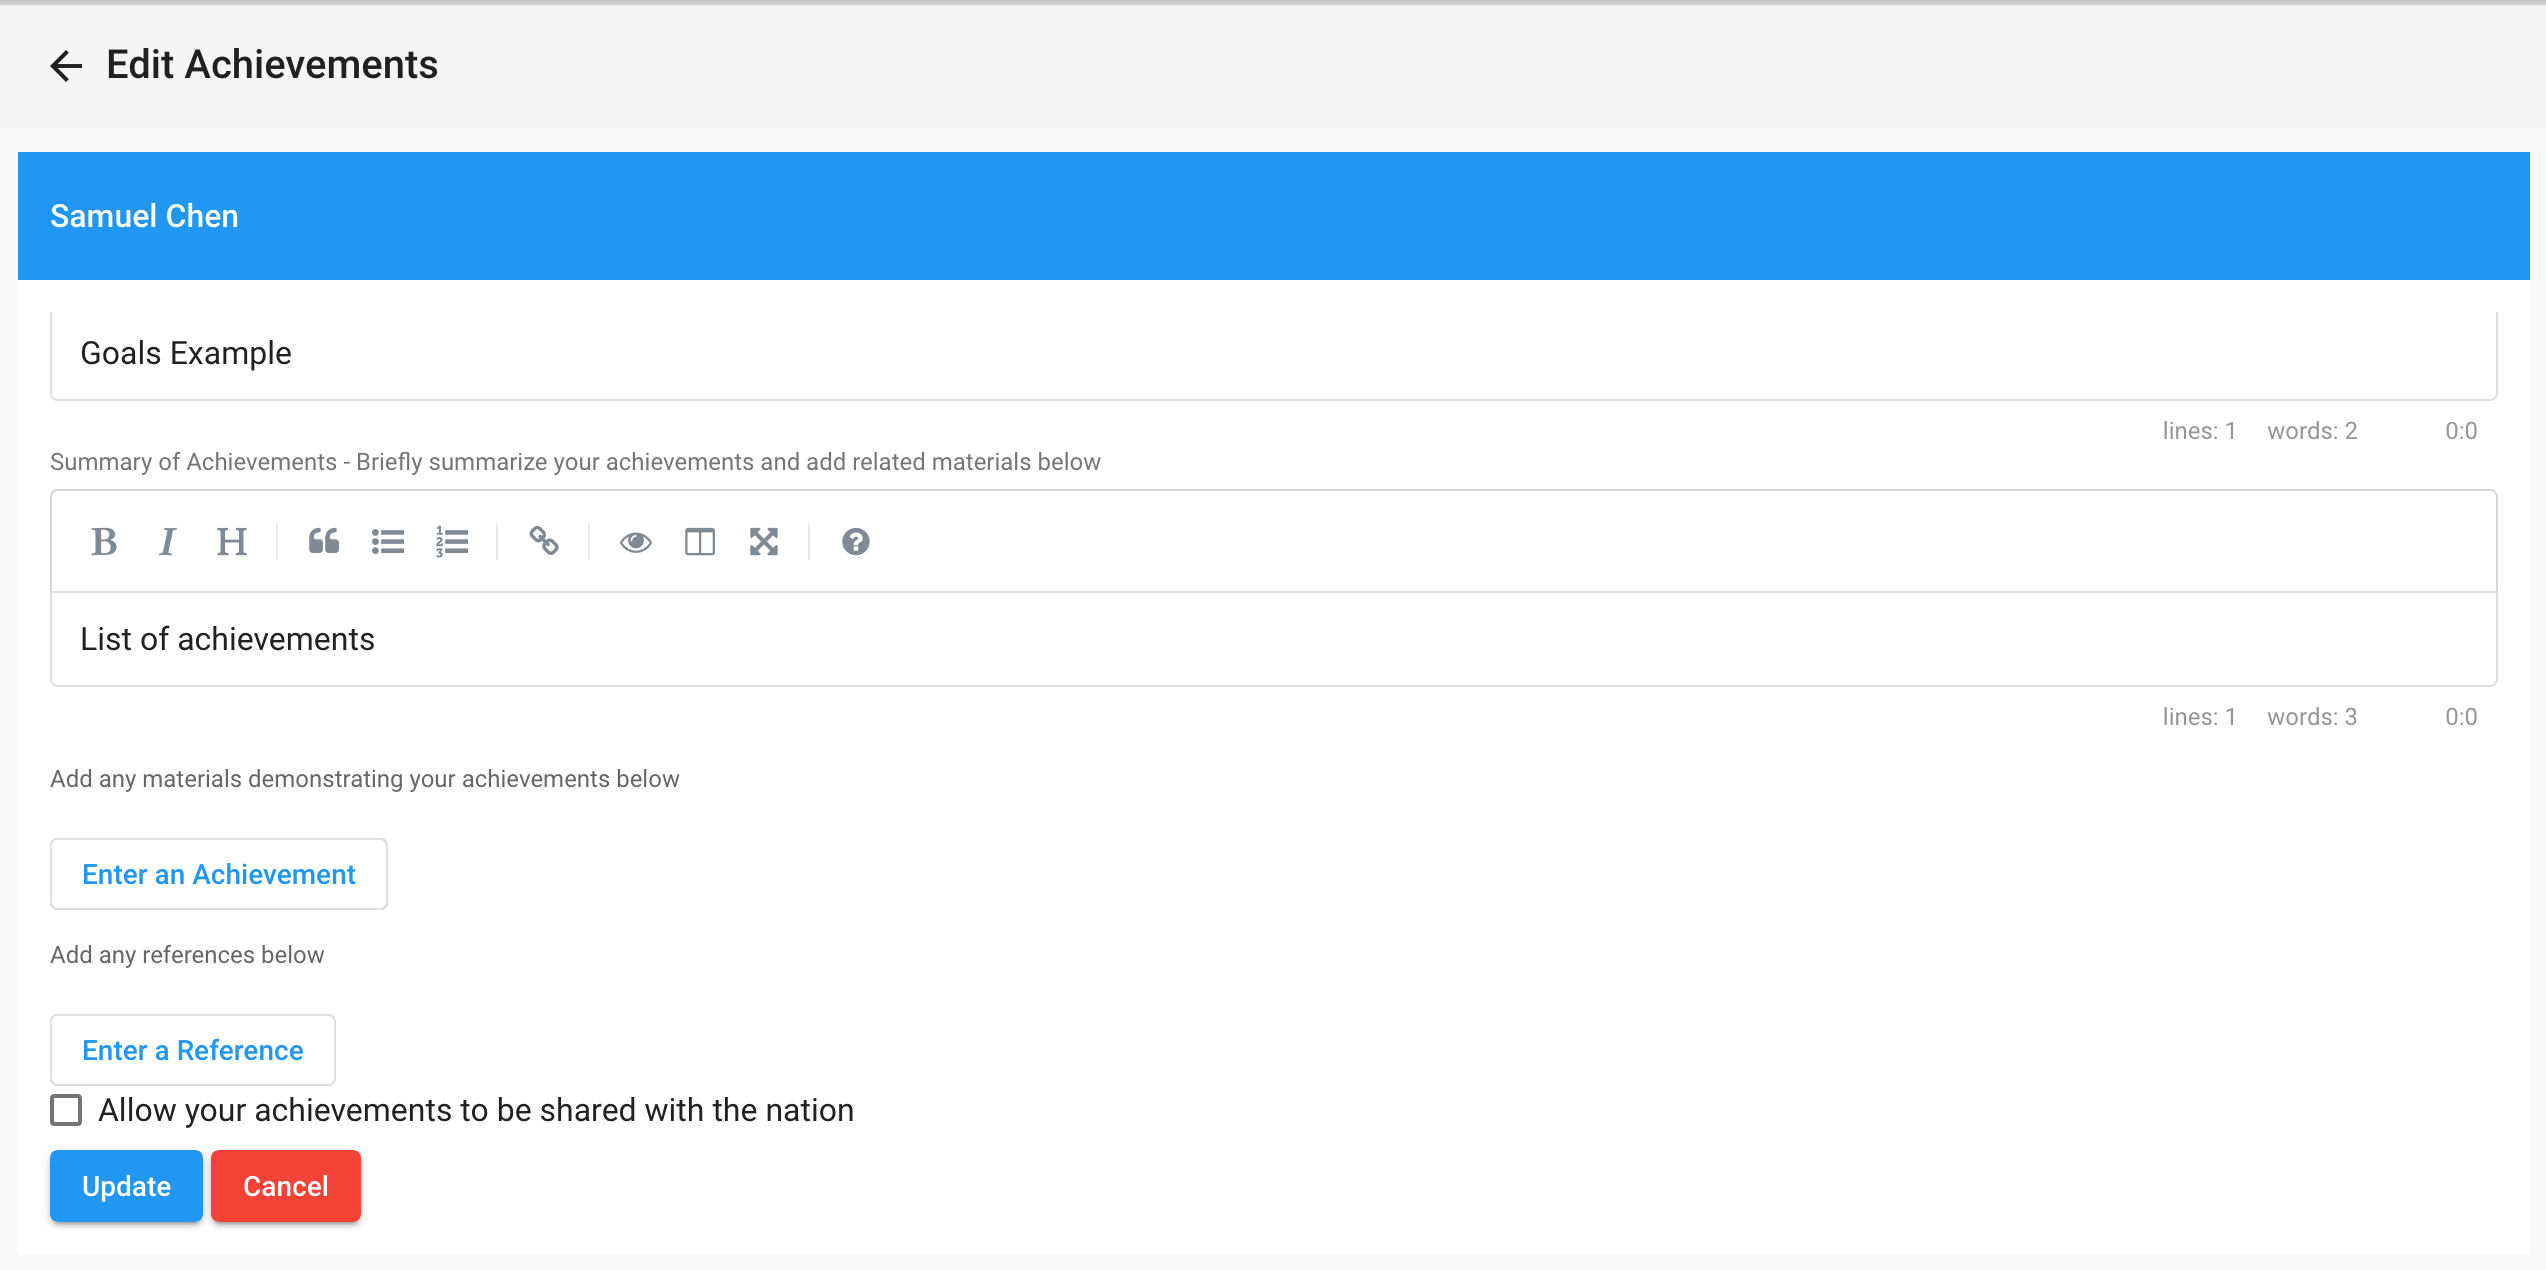 Edit Achievements
Samuel Chen
Goals Example
lines: 1 words: 2 0:0
Summary of Achievements - Briefly summarize your achievements and add related materials below
B I H
List of achievements
lines: 1 words: 3 0:0
Add any materials demonstrating your achievements below
Enter an Achievement
Add any references below
Enter a Reference
Allow your achievements to be shared with the nation
Update Cancel